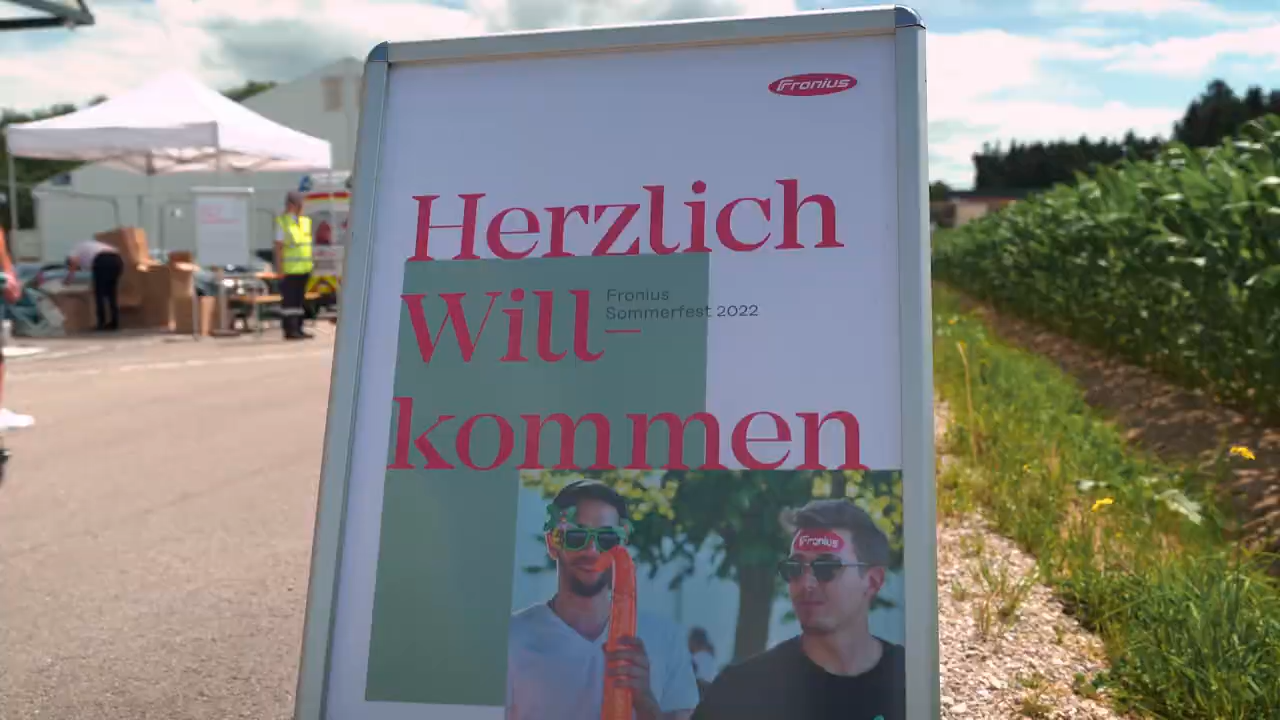 Fronius
Herzlich
Will
Fronius
Sommerfest 2022
kommen
Fronius